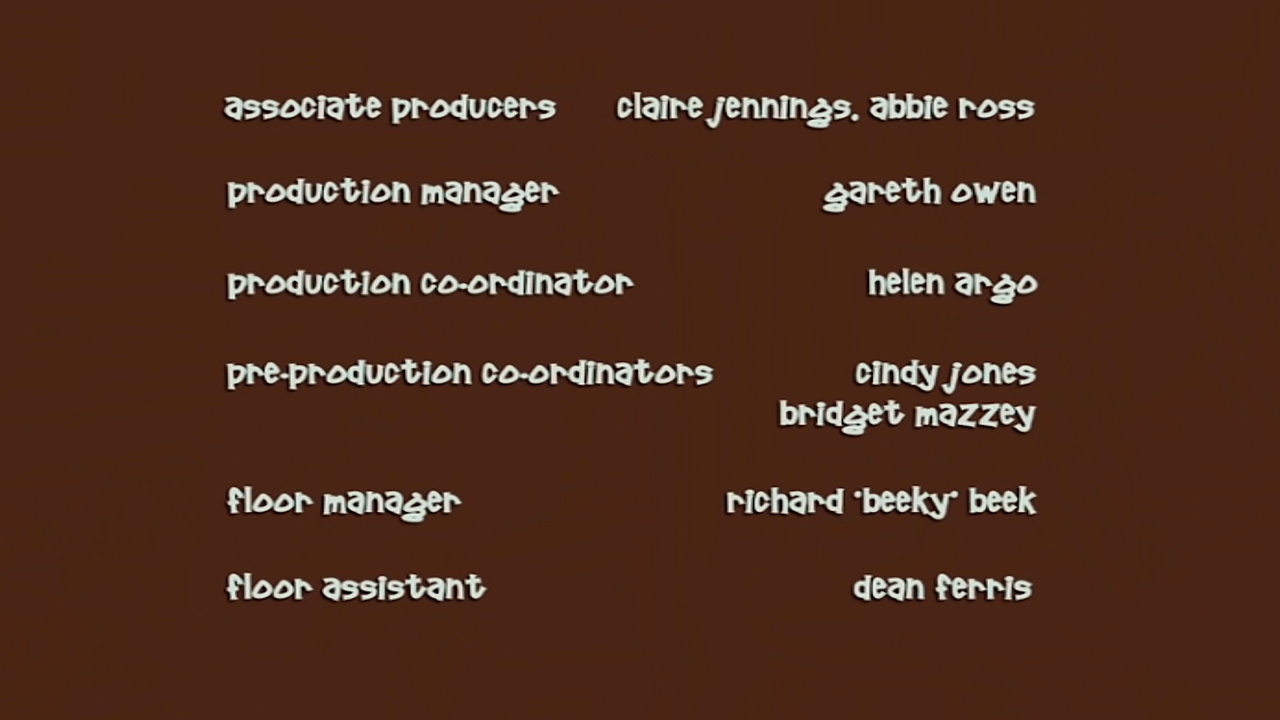 associate producers claire jennings. abbie ross
production manager gareth owen
production co-ordinator helen argo
pre-production co-ordinators cindy jones
bridget mazzey
floor manager richard 'beeky' beek
floor assistant dean ferris